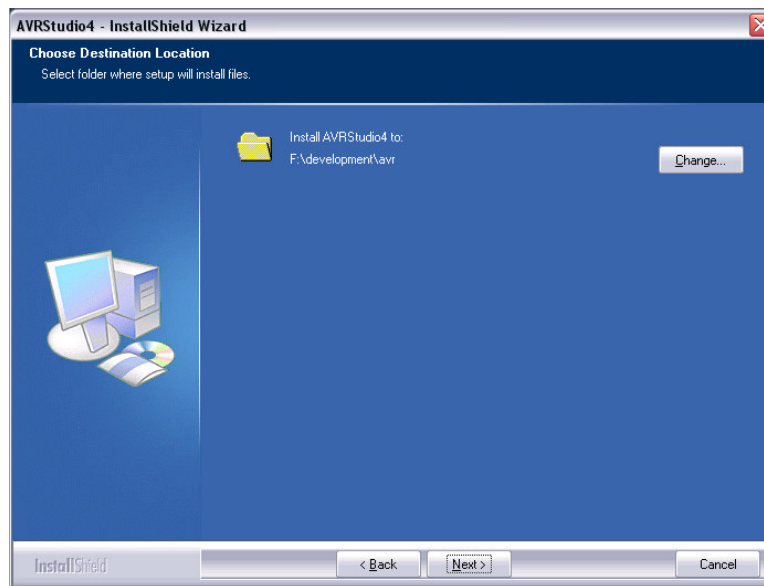 AVRStudio4 - InstallShield Wizard
Choose Destination Location
Select folder where setup will install files.
Install AVRStudio4 to:
F:\development\avr
Change...
InstallShield
< Back
Next >
Cancel